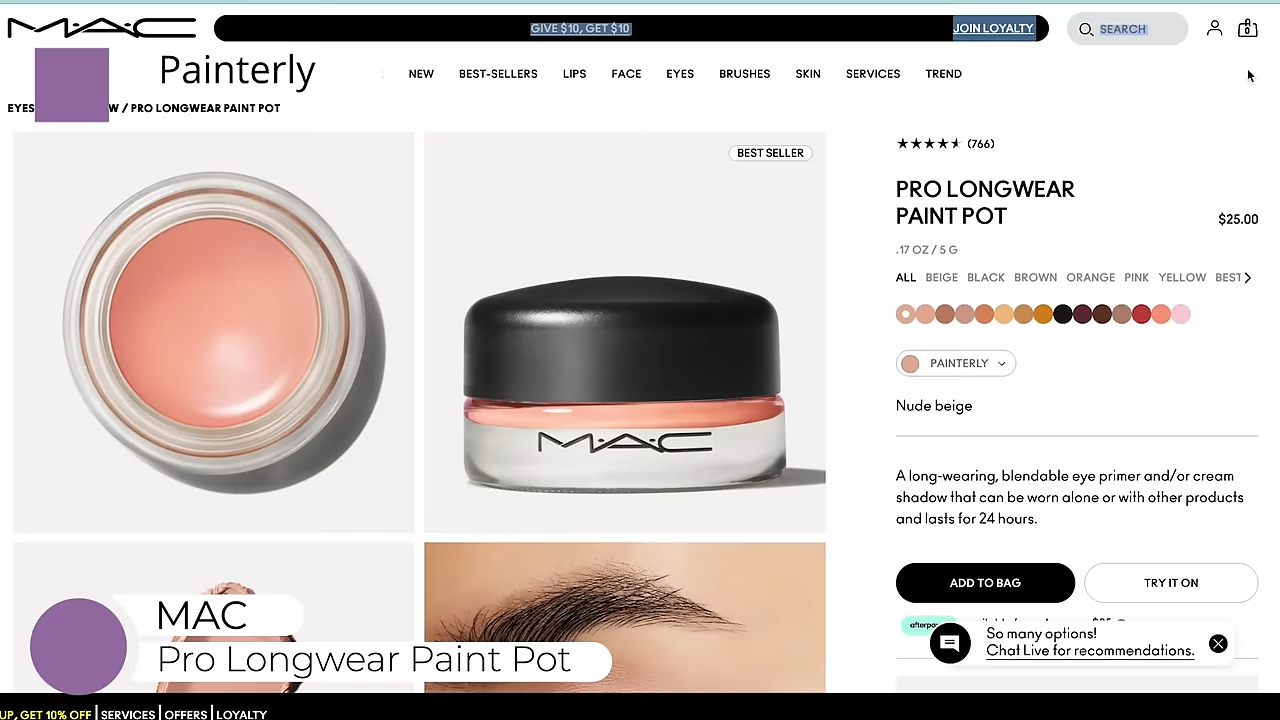 MAC
GIVE $10, GET $10
JOIN LOYALTY
SEARCH
0
Painterly
NEW BEST-SELLERS LIPS FACE EYES BRUSHES SKIN SERVICES TREND
EYES W / PRO LONGWEAR PAINT POT
BEST SELLER
(766)
PRO LONGWEAR
PAINT POT
$25.00
.17 OZ / 5 G
ALL BEIGE BLACK BROWN ORANGE PINK YELLOW BEST
PAINTERLY
Nude beige
MAC
A long-wearing, blendable eye primer and/or cream
shadow that can be worn alone or with other products
and lasts for 24 hours.
ADD TO BAG
TRY IT ON
afterpay
So many options!
Chat Live for recommendations.
MAC
Pro Longwear Paint Pot
UP, GET 10% OFF SERVICES OFFERS LOYALTY